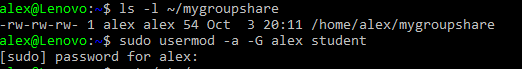 alex@Lenovo:~$ ls -l ~/mygroupshare
-rw-rw-rw- 1 alex alex 54 Oct  3 20:11 /home/alex/mygroupshare
alex@Lenovo:~$ sudo usermod -a -G alex student
[sudo] password for alex: